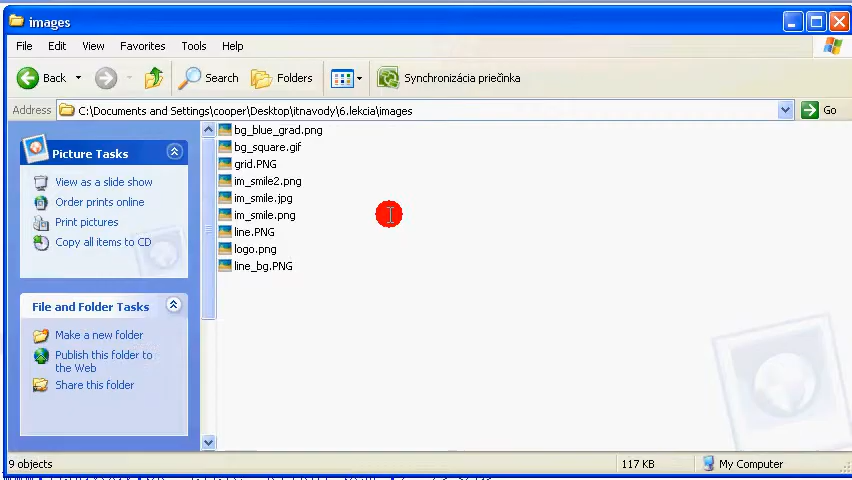 images
File Edit View Favorites Tools Help
Back Search Folders Synchronizácia priečinka
Address C:\Documents and Settings\cooper\Desktop\itnavody\6.lekcia\images Go
Picture Tasks
View as a slide show
Order prints online
Print pictures
Copy all items to CD
File and Folder Tasks
Make a new folder
Publish this folder to
the Web
Share this folder
bg_blue_grad.png
bg_square.gif
grid.PNG
im_smile2.png
im_smile.jpg
im_smile.png
line.PNG
logo.png
line_bg.PNG
9 objects 117 KB My Computer